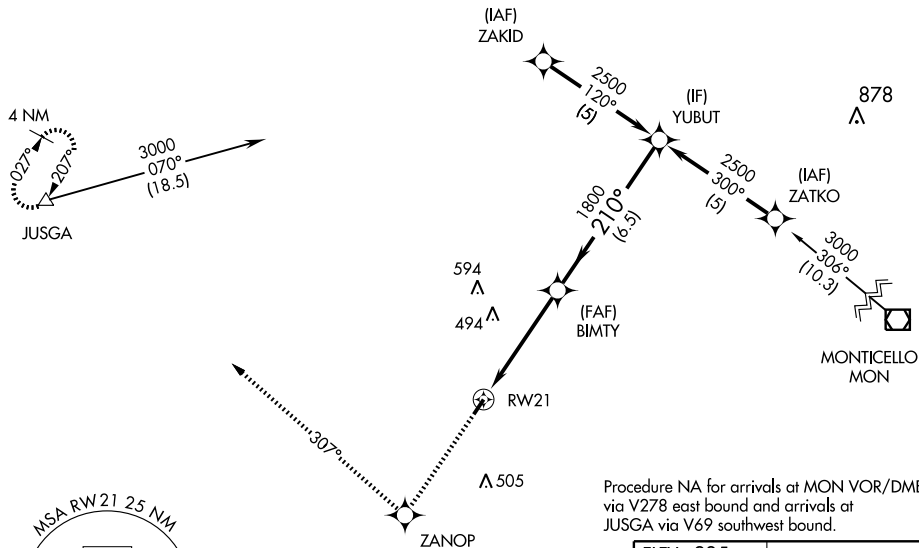 (IAF)
ZAKID
2500
120°
(5)
(IF)
YUBUT
878
4 NM
027°
207°
3000
070°
(18.5)
JUSGA
2500
300°
(5)
(IAF)
ZATKO
1800
210°
(6.5)
3000
306°
(10.3)
594
494
(FAF)
BIMTY
MONTICELLO
MON
RW21
307°
505
ZANOP
MSA RW21 25 NM
Procedure NA for arrivals at MON VOR/DME
via V278 east bound and arrivals at
JUSGA via V69 southwest bound.